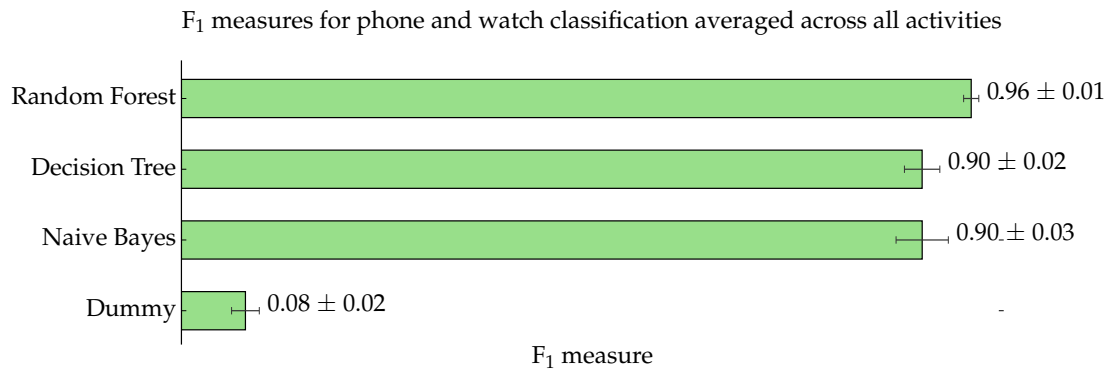 F₁ measures for phone and watch classification averaged across all activities
Random Forest 0.96 ± 0.01
Decision Tree 0.90 ± 0.02
Naive Bayes 0.90 ± 0.03
Dummy 0.08 ± 0.02
F₁ measure